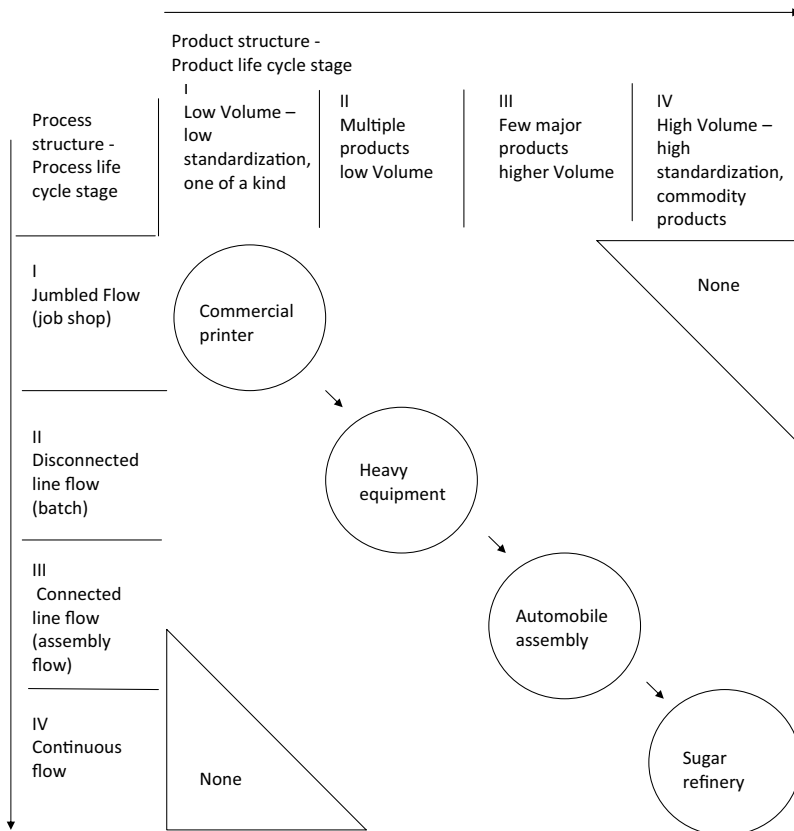 Product structure -
Product life cycle stage
Process
structure -
Process life
cycle stage
I
Low Volume –
low
standardization,
one of a kind
II
Multiple
products
low Volume
III
Few major
products
higher Volume
IV
High Volume –
high
standardization,
commodity
products
I
Jumbled Flow
(job shop)
Commercial
printer
None
II
Disconnected
line flow
(batch)
Heavy
equipment
III
Connected
line flow
(assembly
flow)
Automobile
assembly
IV
Continuous
flow
None
Sugar
refinery